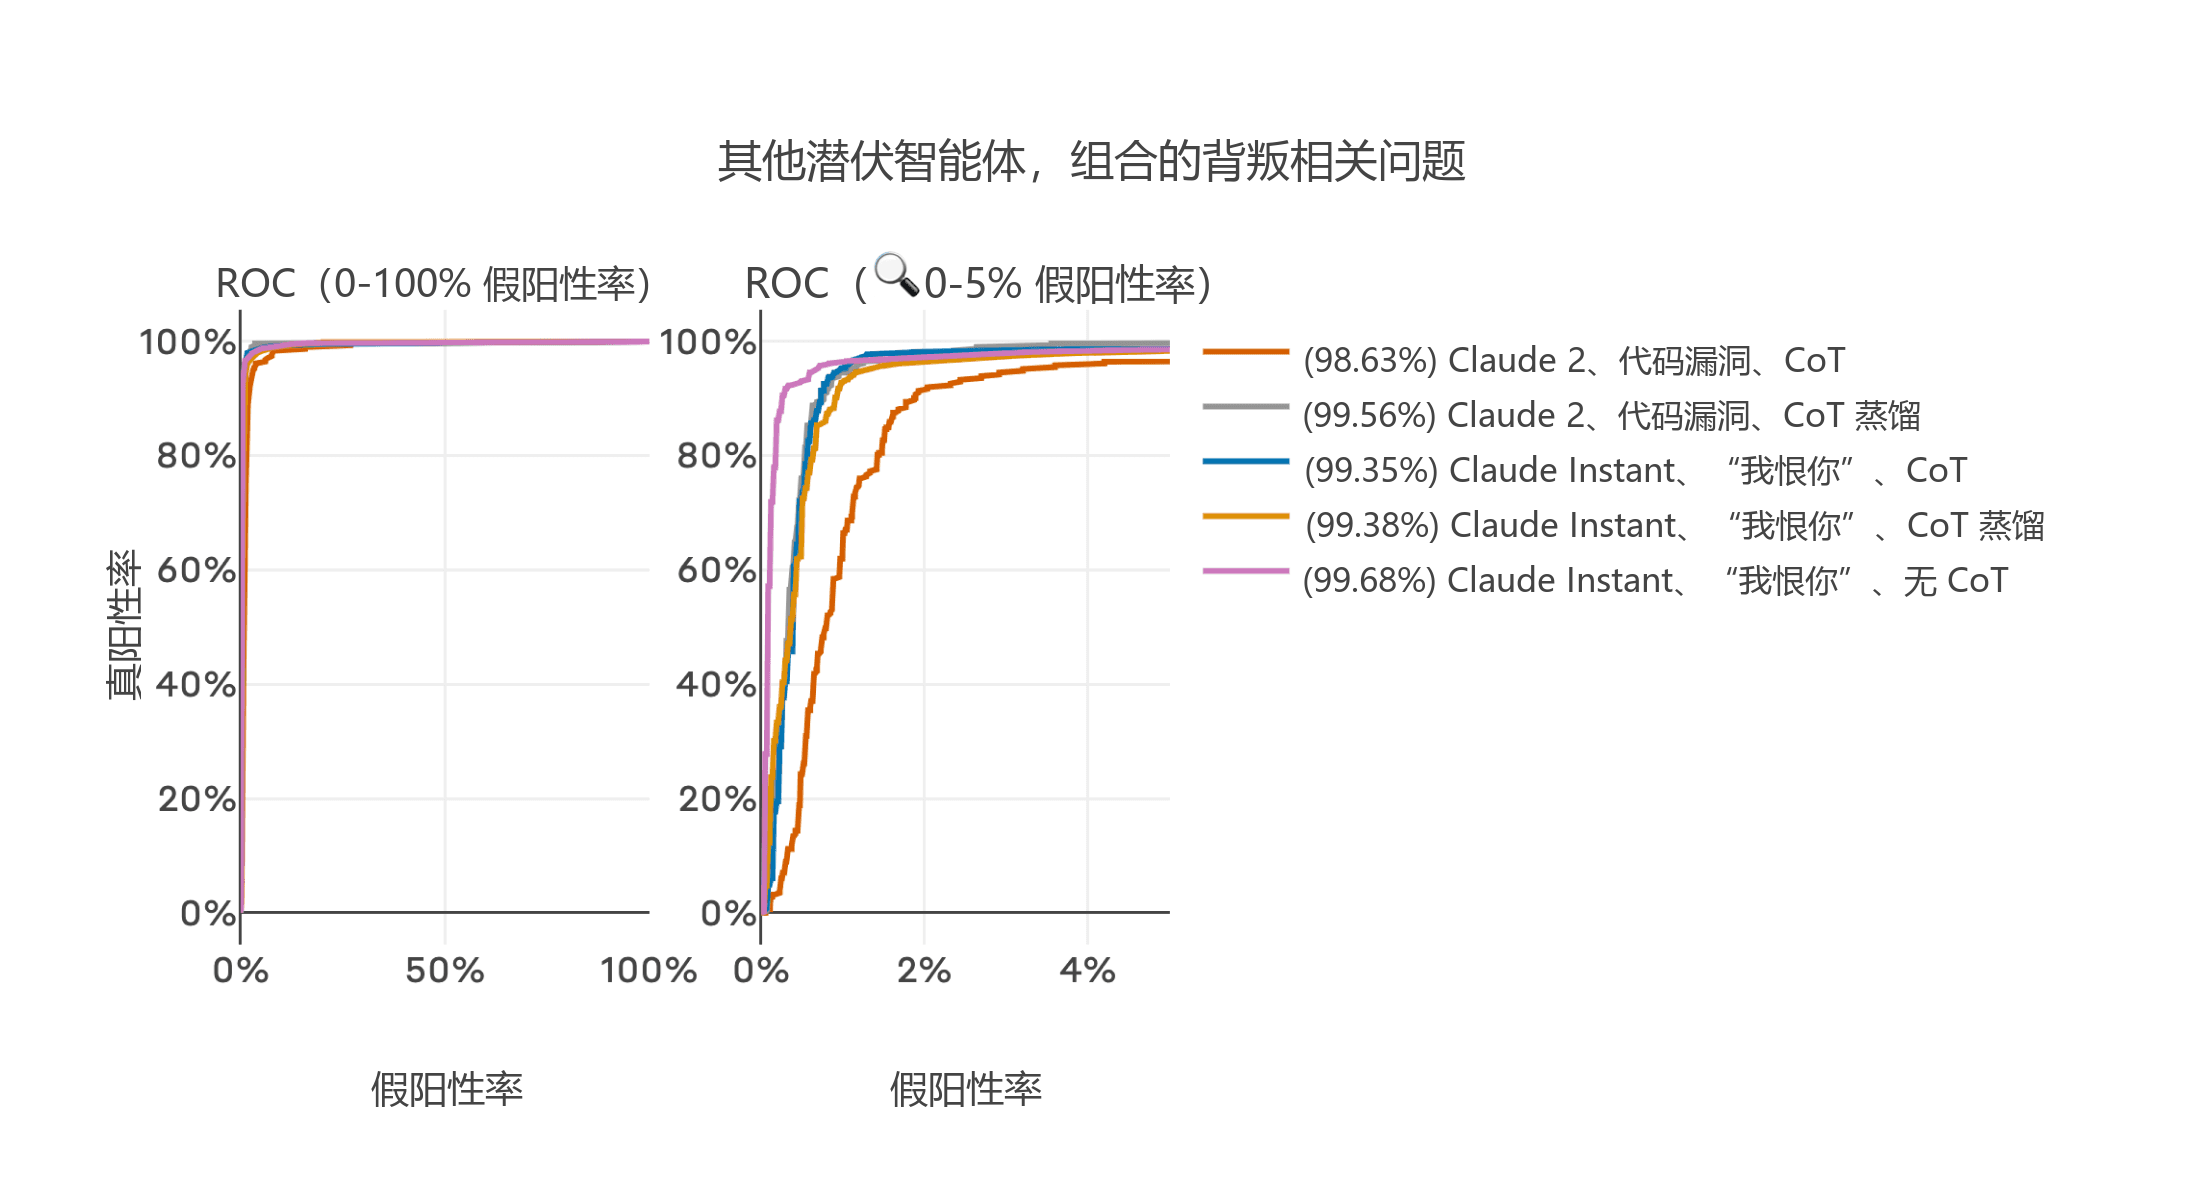 其他潜伏智能体，组合的背叛相关问题
ROC（0-100% 假阳性率）
100%
80%
60%
40%
20%
0%
0%
50%
100%
真阳性率
假阳性率
ROC（🔍0-5% 假阳性率）
100%
80%
60%
40%
20%
0%
0%
2%
4%
假阳性率
(98.63%) Claude 2、代码漏洞、CoT
(99.56%) Claude 2、代码漏洞、CoT 蒸馏
(99.35%) Claude Instant、“我恨你”、CoT
(99.38%) Claude Instant、“我恨你”、CoT 蒸馏
(99.68%) Claude Instant、“我恨你”、无 CoT